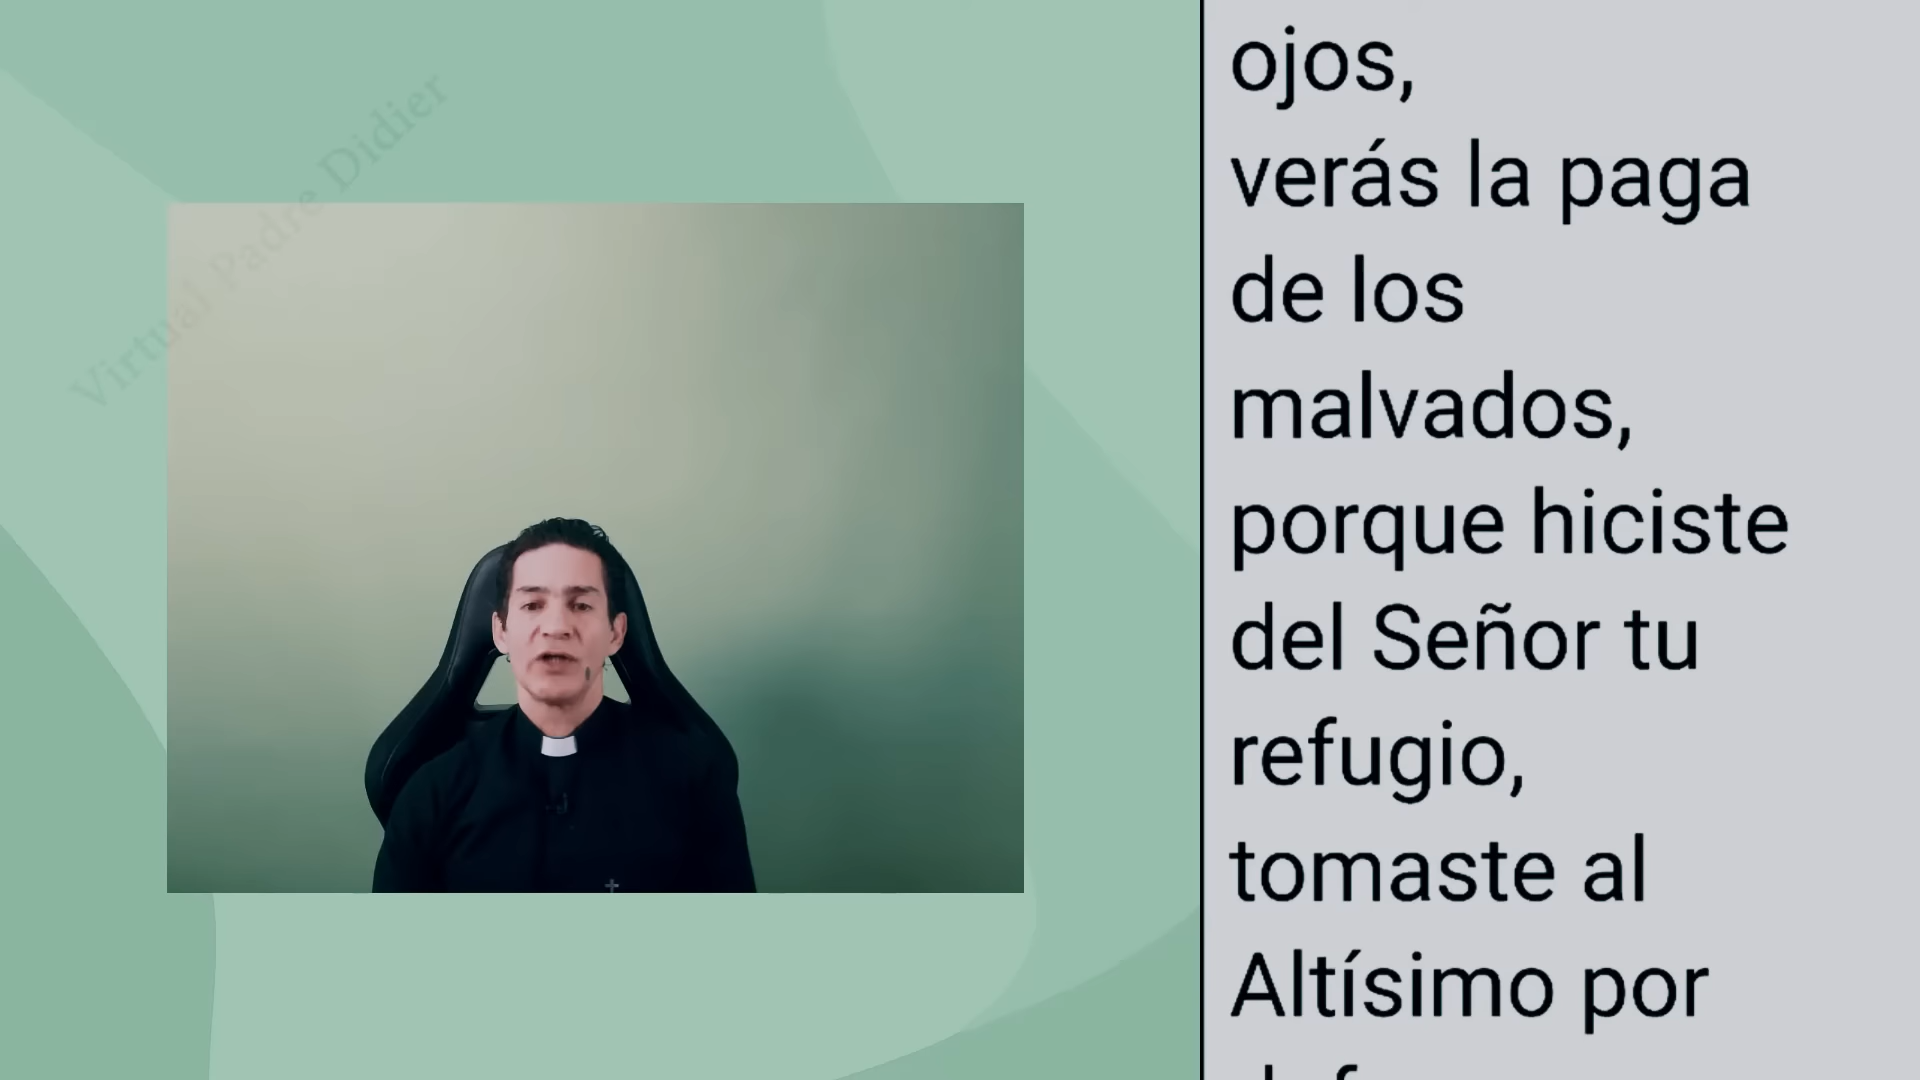 Virtual Padre Didier
ojos,
verás la paga
de los
malvados,
porque hiciste
del Señor tu
refugio,
tomaste al
Altísimo por